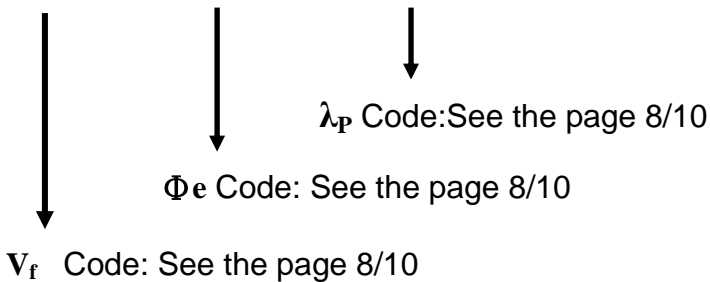 λP Code:See the page 8/10
Φe Code: See the page 8/10
Vf Code: See the page 8/10